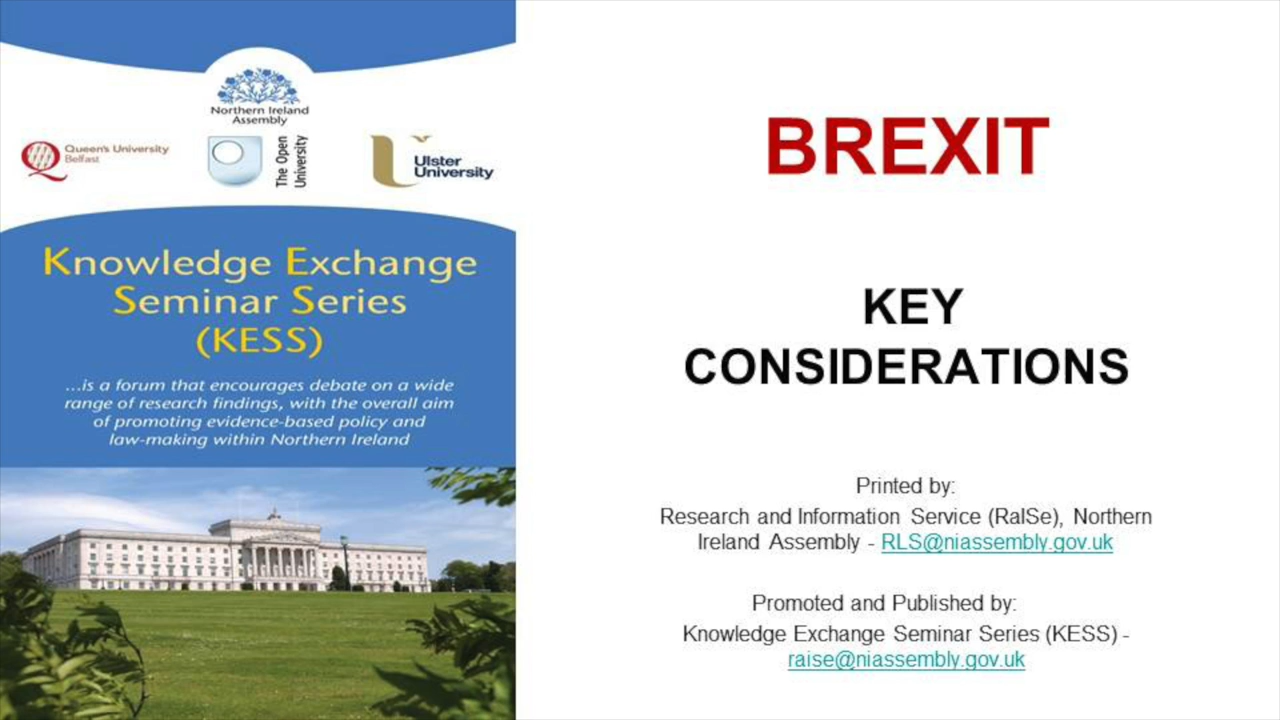 Northern Ireland
Assembly
Queen's University
Belfast
The Open
University
Ulster
University
Knowledge Exchange
Seminar Series
(KESS)
...is a forum that encourages debate on a wide
range of research findings, with the overall aim
of promoting evidence-based policy and
law-making within Northern Ireland
BREXIT
KEY
CONSIDERATIONS
Printed by:
Research and Information Service (RaISe), Northern
Ireland Assembly - RLS@niassembly.gov.uk
Promoted and Published by:
Knowledge Exchange Seminar Series (KESS) -
raise@niassembly.gov.uk